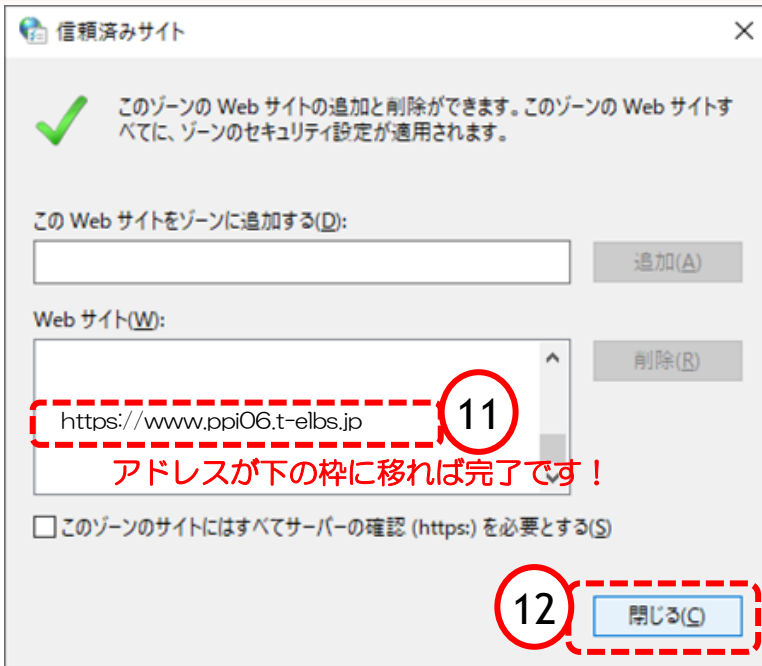 信頼済みサイト
このゾーンの Web サイトの追加と削除ができます。このゾーンの Web サイトす
べてに、ゾーンのセキュリティ設定が適用されます。
この Web サイトをゾーンに追加する(D):
追加(A)
Web サイト(W):
削除(R)
https://www.ppi06.t-elbs.jp
11
アドレスが下の枠に移れば完了です！
このゾーンのサイトにはすべてサーバーの確認 (https:) を必要とする(S)
12
閉じる(C)